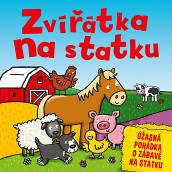 Zvířátka
na statku
ÚŽASNÁ
POHÁDKA
O ZÁBAVĚ
NA STATKU